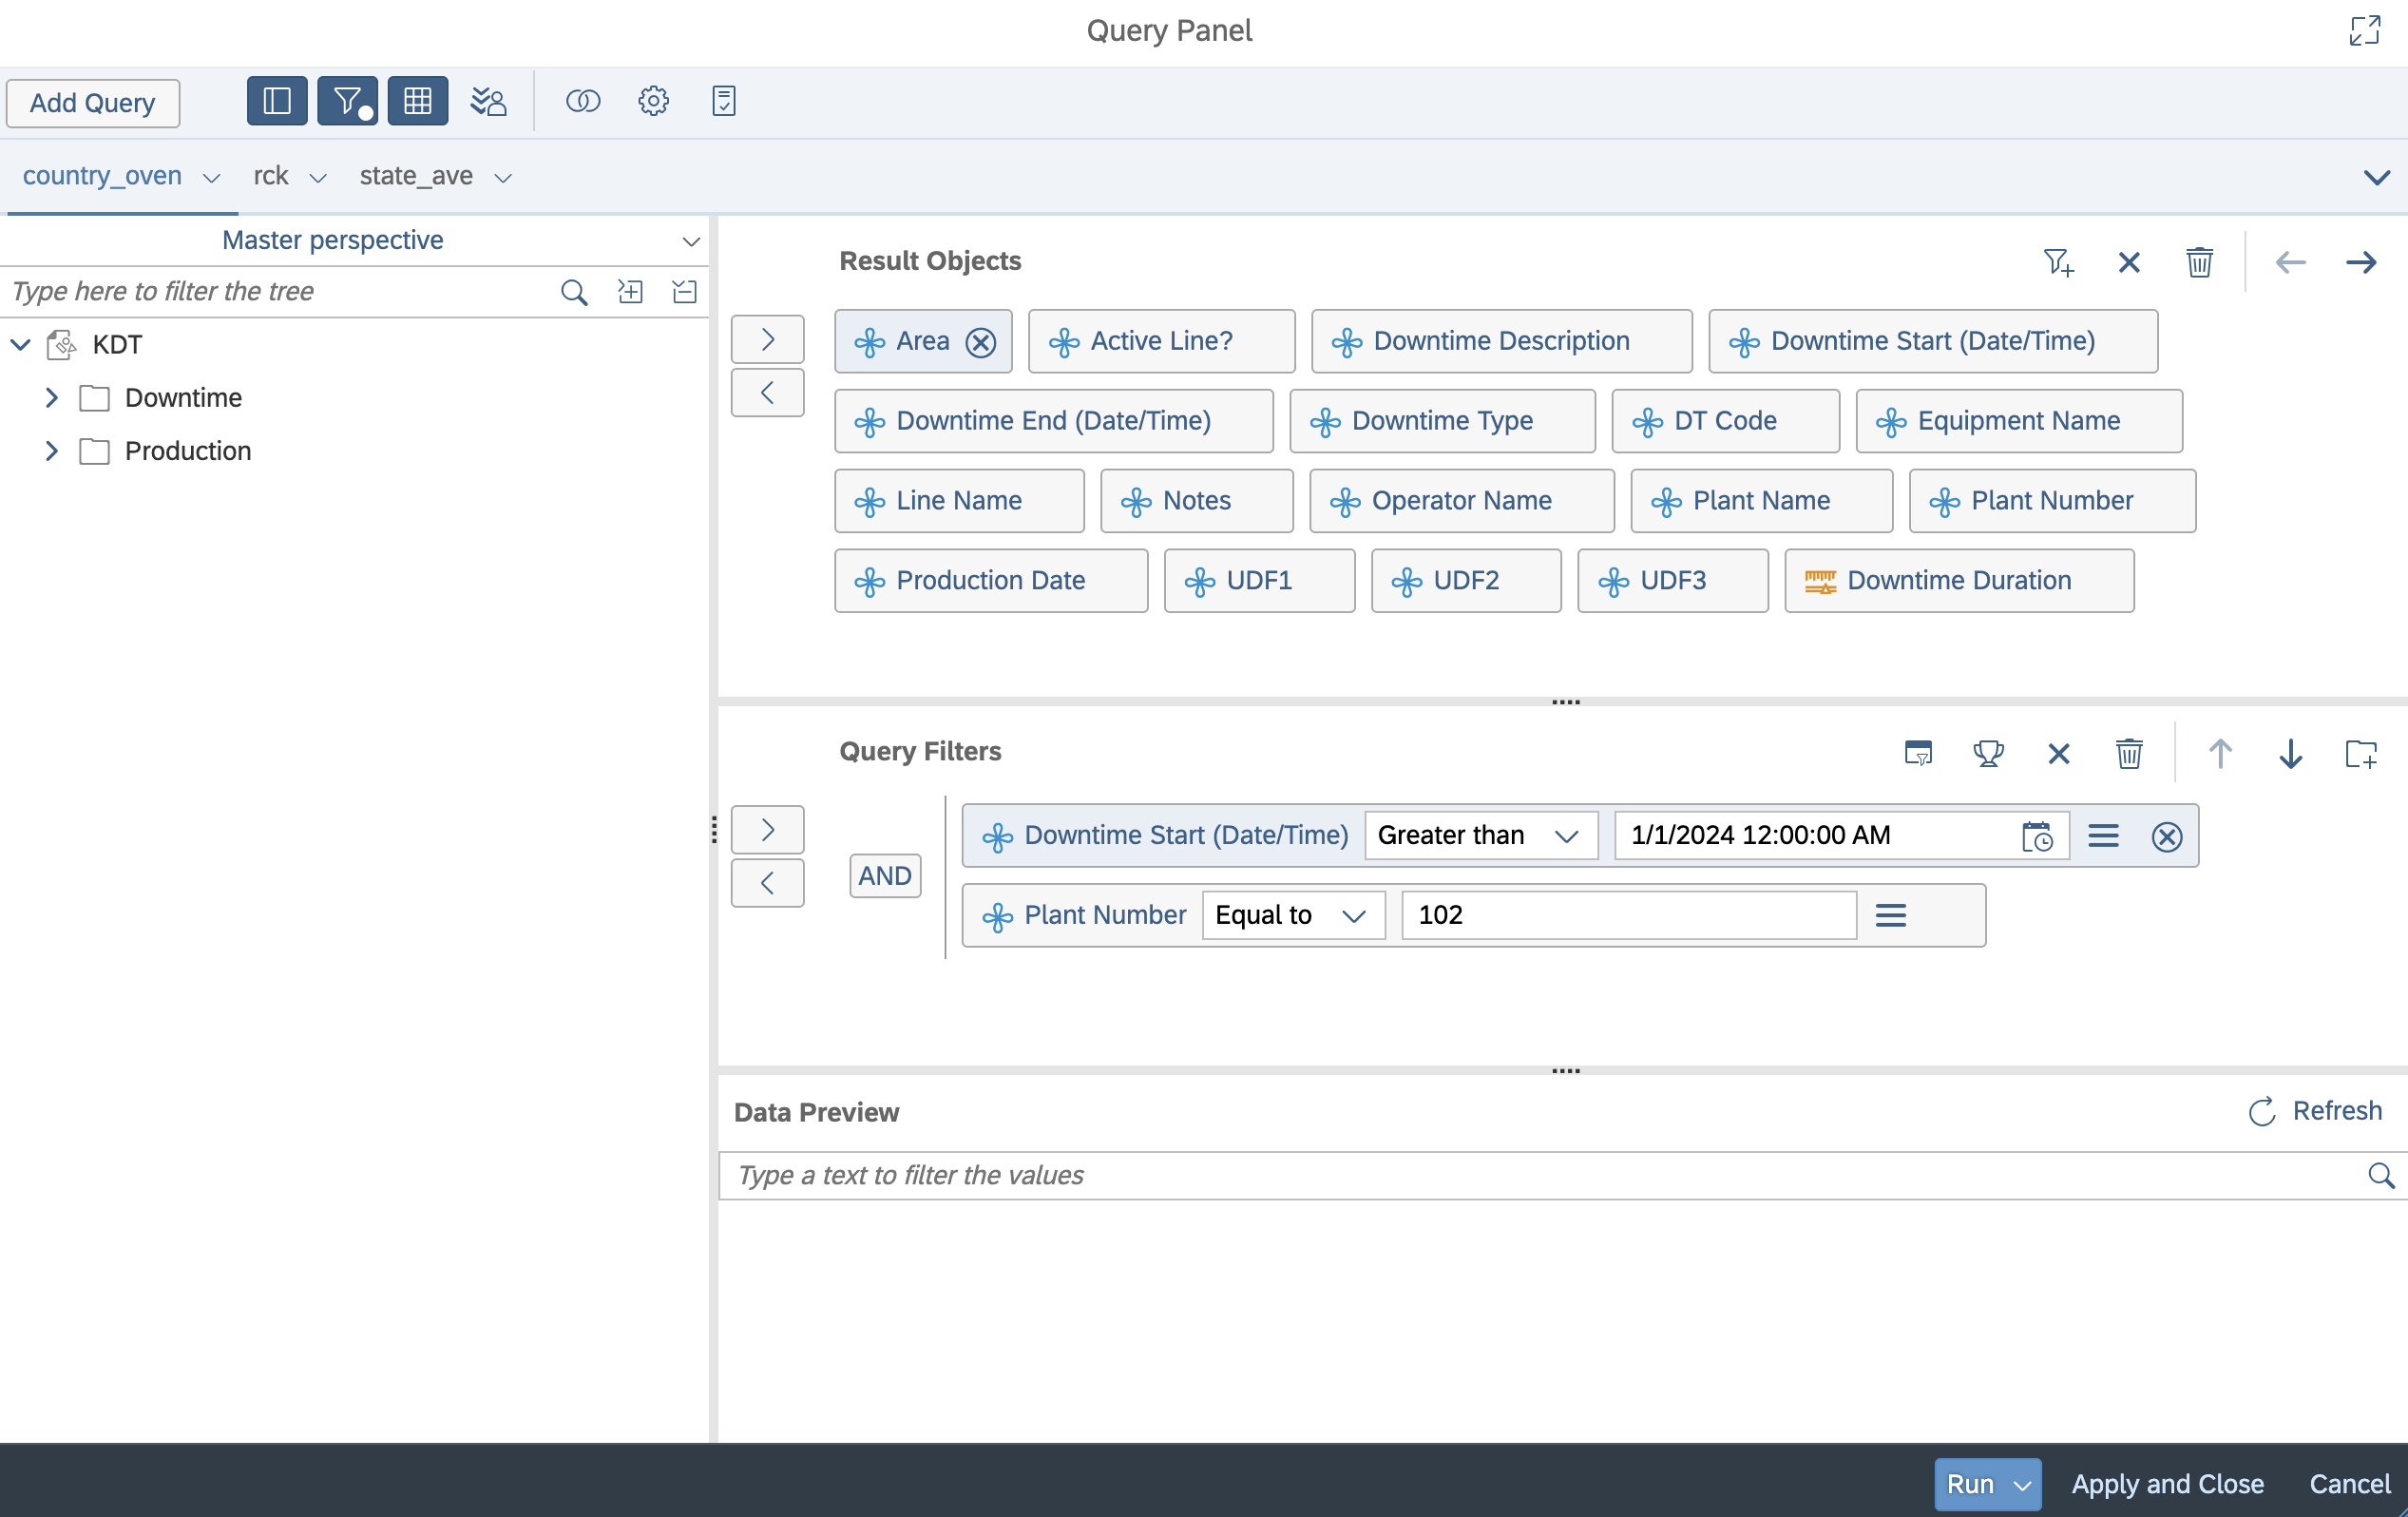 Query Panel
Add Query
country_oven rck state_ave
Master perspective
Type here to filter the tree
KDT
Downtime
Production
Result Objects
Area Active Line? Downtime Description Downtime Start (Date/Time)
Downtime End (Date/Time) Downtime Type DT Code Equipment Name
Line Name Notes Operator Name Plant Name Plant Number
Production Date UDF1 UDF2 UDF3 Downtime Duration
Query Filters
AND
Downtime Start (Date/Time) Greater than 1/1/2024 12:00:00 AM
Plant Number Equal to 102
Data Preview Refresh
Type a text to filter the values
Run Apply and Close Cancel